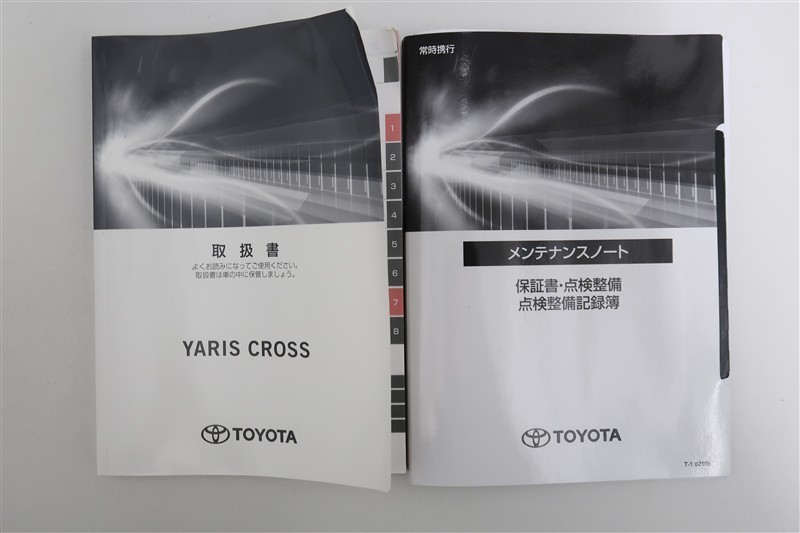 取扱書
よくお読みになってご使用ください。
取扱書は車の中に保管しましょう。
YARIS CROSS
TOYOTA
1
2
3
4
5
6
7
8
常時携行
メンテナンスノート
保証書・点検整備
点検整備記録簿
TOYOTA